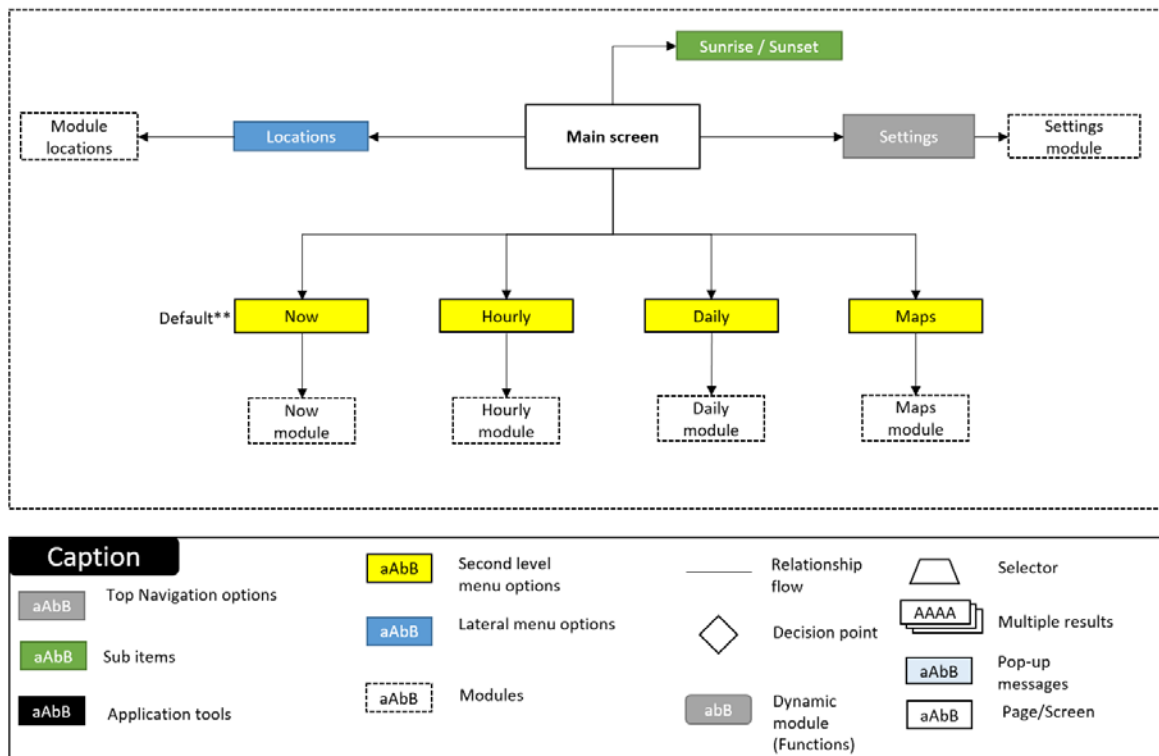 Sunrise / Sunset
Module
locations
Locations
Main screen
Settings
Settings
module
Default**
Now
Hourly
Daily
Maps
Now
module
Hourly
module
Daily
module
Maps
module
Caption
aAbB
Top Navigation options
aAbB
Sub items
aAbB
Application tools
aAbB
Second level
menu options
aAbB
Lateral menu options
aAbB
Modules
Relationship
flow
Decision point
abB
Dynamic
module
(Functions)
Selector
AAAA
Multiple results
aAbB
Pop-up
messages
aAbB
Page/Screen